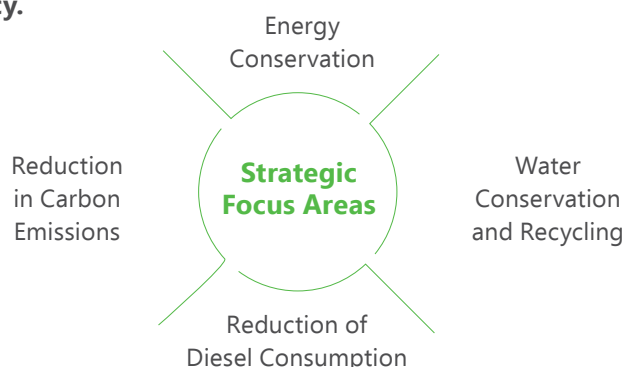 Energy
Conservation
Reduction
in Carbon
Emissions
Strategic
Focus Areas
Water
Conservation
and Recycling
Reduction of
Diesel Consumption